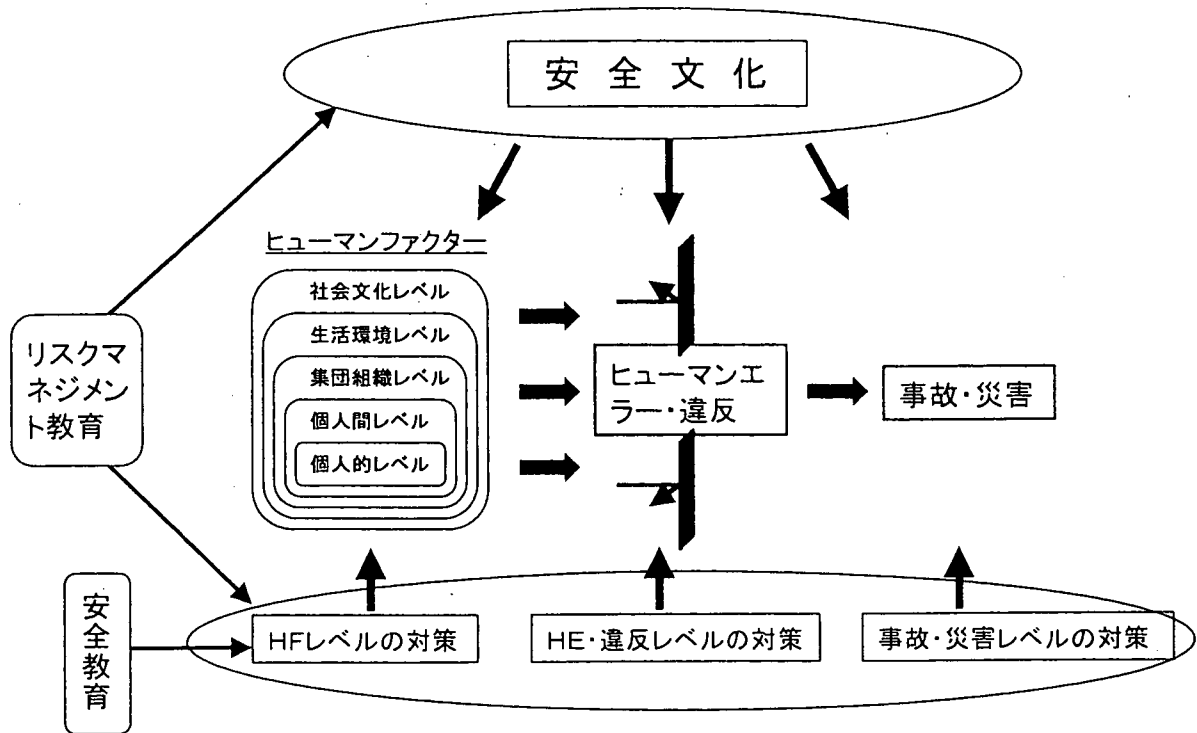 安 全 文 化
ヒューマンファクター
社会文化レベル
生活環境レベル
集団組織レベル
個人間レベル
個人的レベル
リスクマ
ネジメン
ト教育
ヒューマンエ
ラー・違反
事故・災害
安全教育
HFレベルの対策
HE・違反レベルの対策
事故・災害レベルの対策